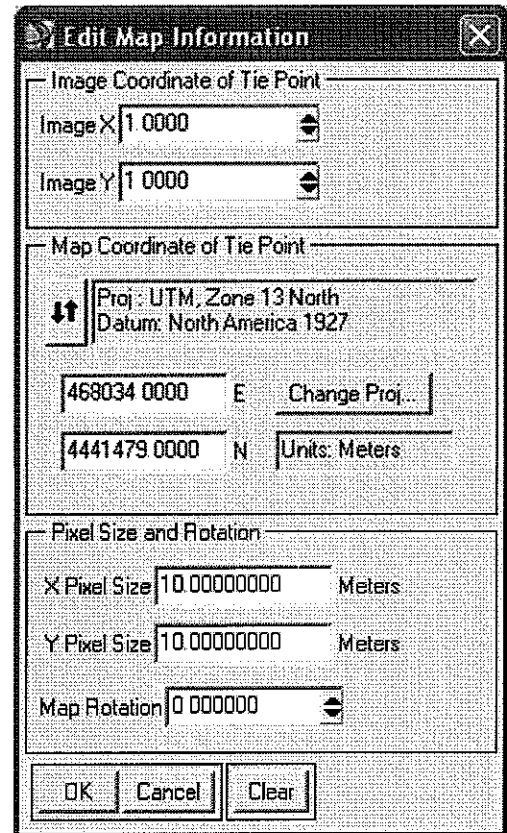 Edit Map Information
Image Coordinate of Tie Point
Image X 1.0000
Image Y 1.0000
Map Coordinate of Tie Point
Proj : UTM, Zone 13 North
Datum: North America 1927
468034.0000 E Change Proj...
4441479.0000 N Units: Meters
Pixel Size and Rotation
X Pixel Size 10.00000000 Meters
Y Pixel Size 10.00000000 Meters
Map Rotation 0.000000
OK Cancel Clear